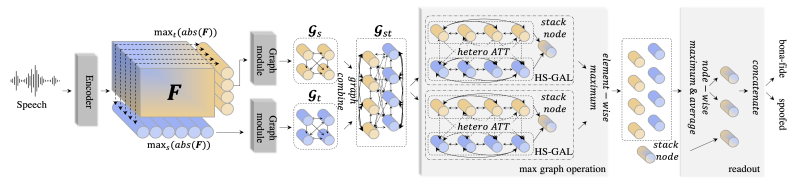 Speech
Encoder
max_t(abs(F))
F
max_s(abs(F))
Graph module
Graph module
𝒢_s
𝒢_t
graph combine
𝒢_st
stack node
hetero ATT
HS-GAL
stack node
hetero ATT
HS-GAL
max graph operation
element-wise maximum
stack node
node-wise maximum & average
concatenate
readout
bona-fide
spoofed